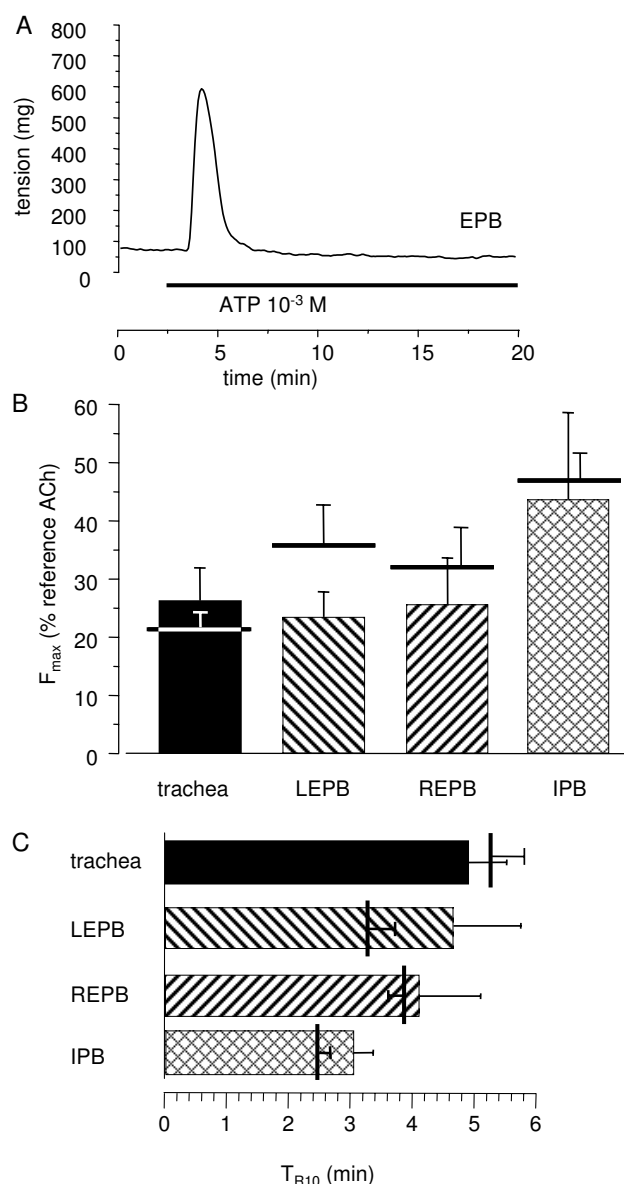 A
800
700
600
500
400
300
200
100
0
tension (mg)
EPB
ATP 10⁻³ M
0 5 10 15 20
time (min)
B
60
50
40
30
20
10
0
Fmax (% reference ACh)
trachea LEPB REPB IPB
C
trachea
LEPB
REPB
IPB
0 1 2 3 4 5 6
TR10 (min)